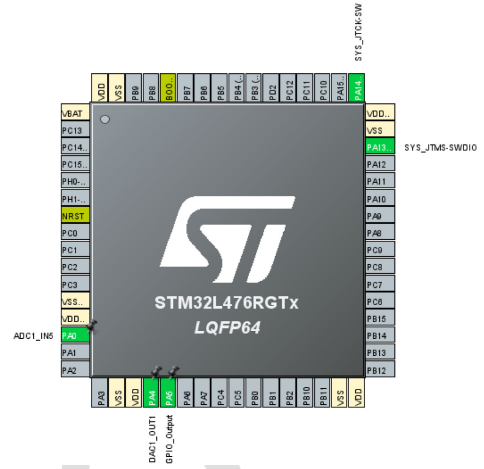 SYS_JTCK-SW
VDD
VSS
PB9
PB8
BOO..
PB7
PB6
PB5
PB4 (..
PB3 (..
PD2
PC12
PC11
PC10
PA15..
PA14..
VBAT
PC13
PC14..
PC15..
PH0-..
PH1-..
NRST
PC0
PC1
PC2
PC3
VSS..
VDD..
ADC1_IN5
PA0
PA1
PA2
VDD..
VSS
PA13..
SYS_JTMS-SWDIO
PA12
PA11
PA10
PA9
PA8
PC9
PC8
PC7
PC6
PB15
PB14
PB13
PB12
STM32L476RGTx
LQFP64
PA3
VSS
VDD
PA4
PA5
PA6
PA7
PC4
PC5
PB0
PB1
PB2
PB10
PB11
VSS
VDD
DAC1_OUT1
GPIO_Output